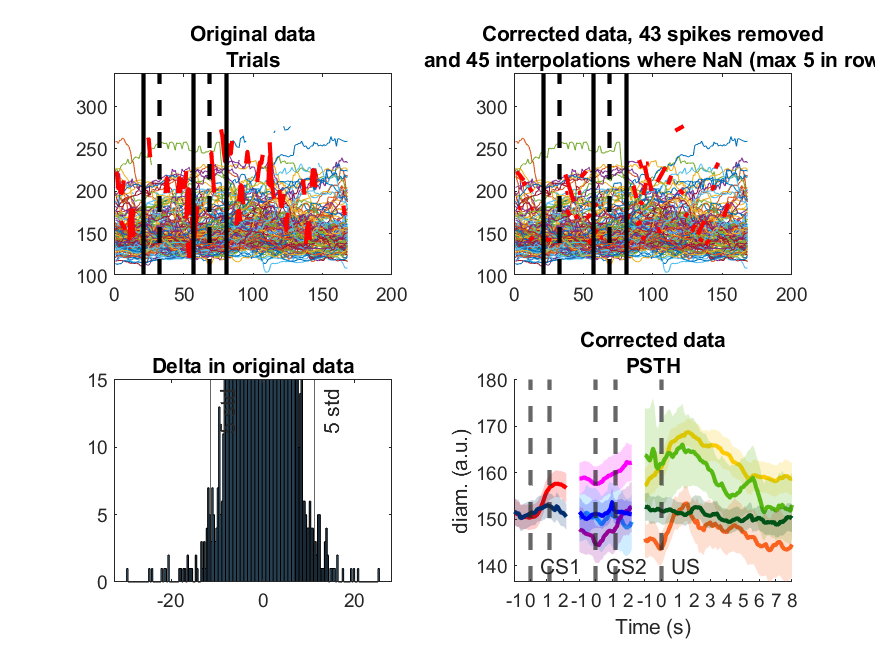 Original data
Trials
300
250
200
150
100
0 50 100 150 200
Corrected data, 43 spikes removed
and 45 interpolations where NaN (max 5 in row
300
250
200
150
100
0 50 100 150 200
Delta in original data
15
10
5
0
-20 0 20
5 std
5 std
Corrected data
PSTH
180
170
160
150
140
diam. (a.u.)
CS1 CS2 US
-1 0 1 2 -1 0 1 2 -1 0 1 2 3 4 5 6 7 8
Time (s)